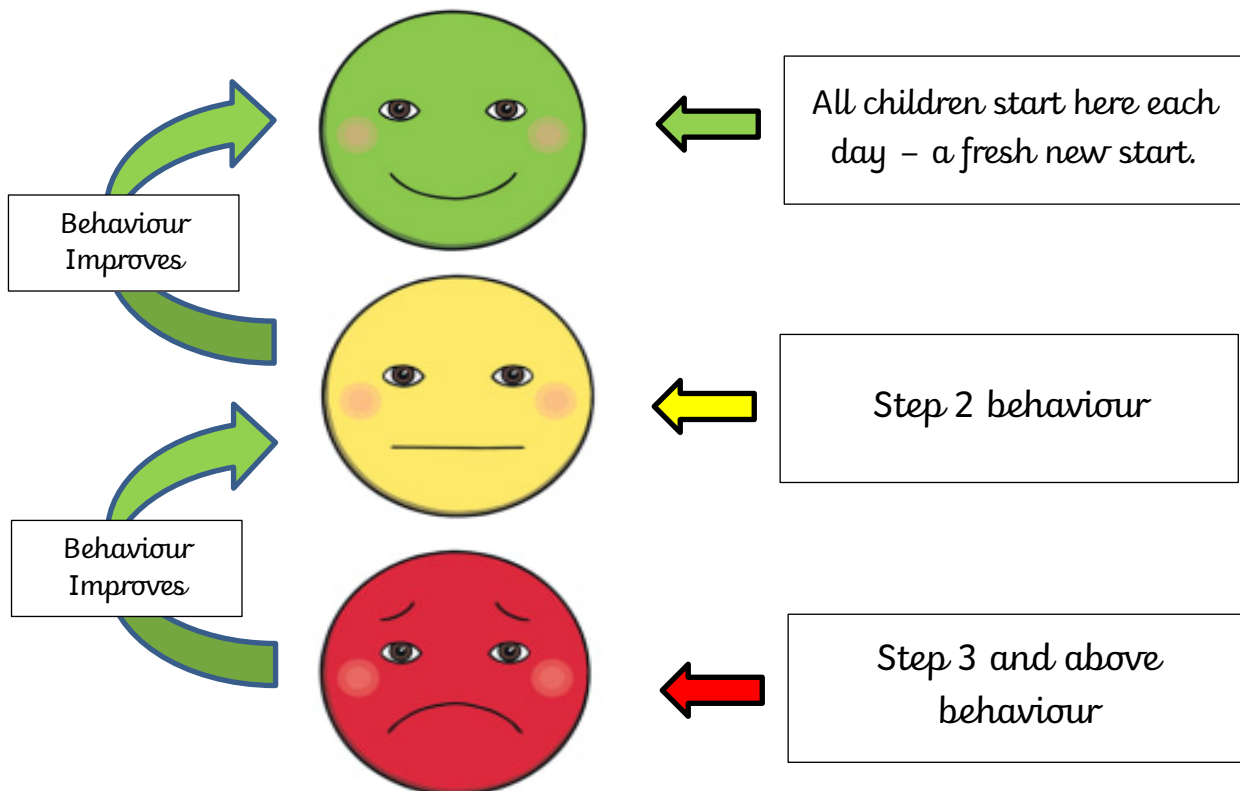 All children start here each
day – a fresh new start.
Behaviour
Improves
Step 2 behaviour
Behaviour
Improves
Step 3 and above
behaviour